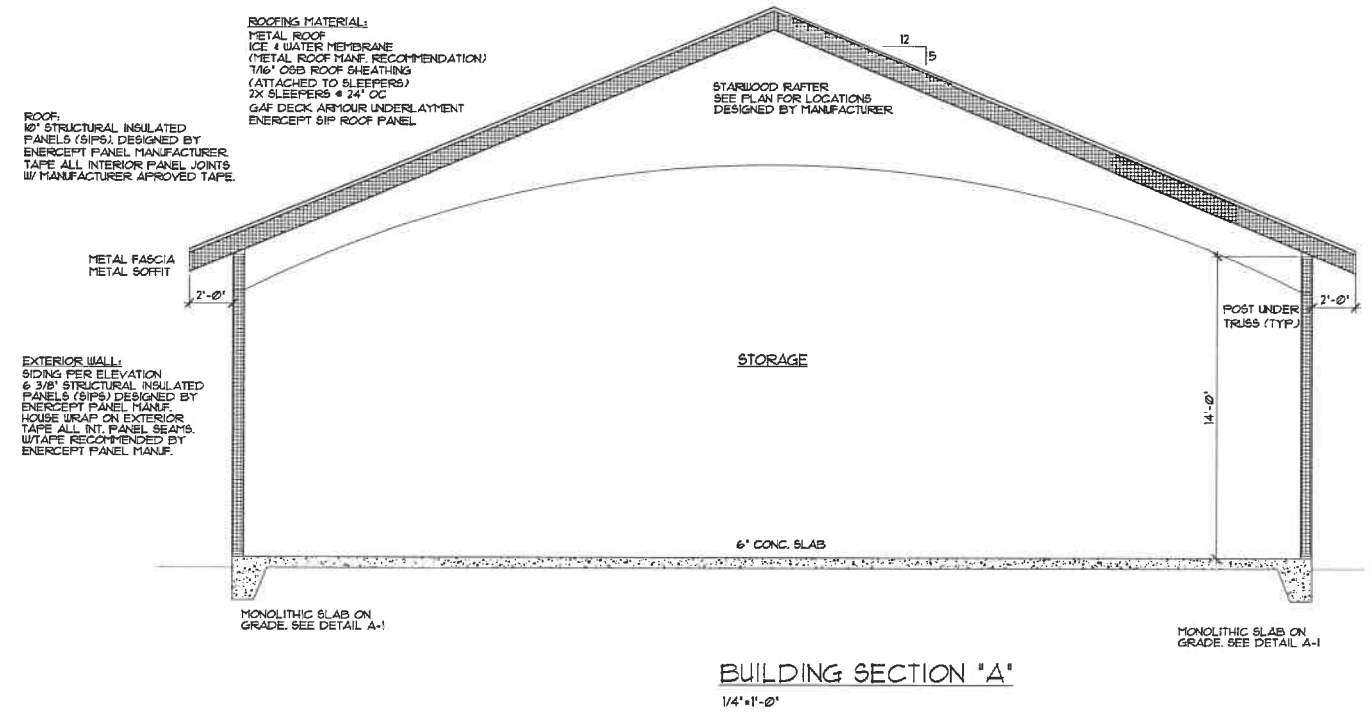 ROOFING MATERIAL:
METAL ROOF
ICE & WATER MEMBRANE
(METAL ROOF MANF. RECOMMENDATION)
7/16" OSB ROOF SHEATHING
(ATTACHED TO SLEEPERS)
2X SLEEPERS @ 24" OC
GAF DECK ARMOUR UNDERLAYMENT
ENERCEPT SIP ROOF PANEL
12
5
STARWOOD RAFTER
SEE PLAN FOR LOCATIONS
DESIGNED BY MANUFACTURER
ROOF:
10" STRUCTURAL INSULATED
PANELS (SIPS), DESIGNED BY
ENERCEPT PANEL MANUFACTURER.
TAPE ALL INTERIOR PANEL JOINTS
W/ MANUFACTURER APROVED TAPE.
METAL FASCIA
METAL SOFFIT
2'-0"
2'-0"
POST UNDER
TRUSS (TYP.)
EXTERIOR WALL:
SIDING PER ELEVATION
6 3/8" STRUCTURAL INSULATED
PANELS (SIPS) DESIGNED BY
ENERCEPT PANEL MANUF.
HOUSE WRAP ON EXTERIOR
TAPE ALL INT. PANEL SEAMS.
W/TAPE RECOMMENDED BY
ENERCEPT PANEL MANUF.
STORAGE
14'-0"
6" CONC. SLAB
MONOLITHIC SLAB ON
GRADE. SEE DETAIL A-1
MONOLITHIC SLAB ON
GRADE. SEE DETAIL A-1
BUILDING SECTION "A"
1/4"=1'-0"